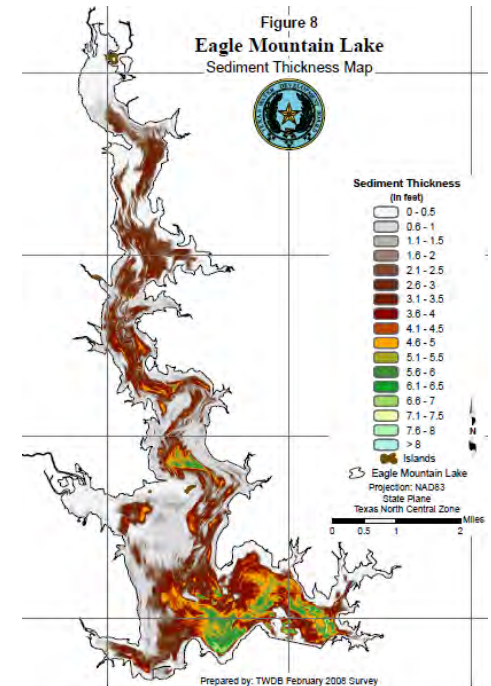 Figure 8
Eagle Mountain Lake
Sediment Thickness Map
TEXAS WATER DEVELOPMENT BOARD
Sediment Thickness
(In feet)
0 - 0.5
0.6 - 1
1.1 - 1.5
1.6 - 2
2.1 - 2.5
2.6 - 3
3.1 - 3.5
3.6 - 4
4.1 - 4.5
4.6 - 5
5.1 - 5.5
5.6 - 6
6.1 - 6.5
6.6 - 7
7.1 - 7.5
7.6 - 8
> 8
Islands
Eagle Mountain Lake
Projection: NAD83
State Plane
Texas North Central Zone
N
Miles
0 0.5 1 2
Prepared by: TWDB February 2008 Survey